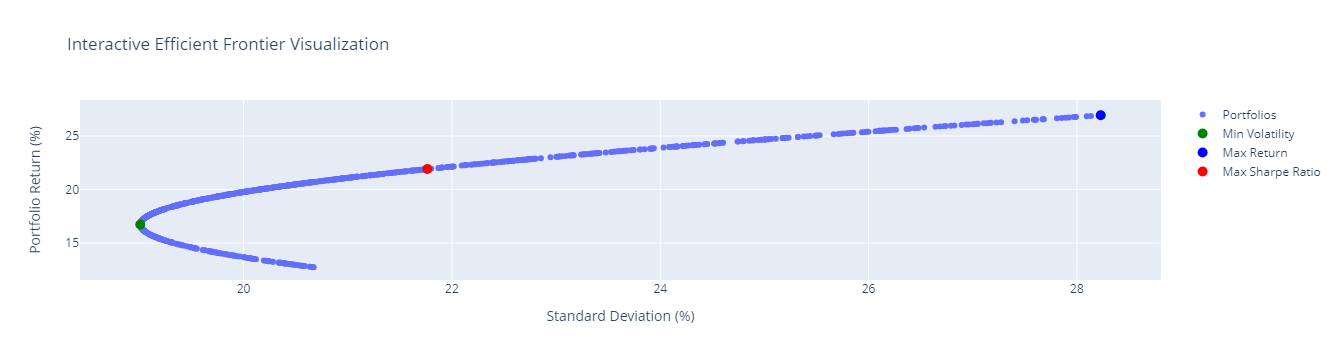 Interactive Efficient Frontier Visualization
Portfolio Return (%)
25
20
15
20
22
24
26
28
Standard Deviation (%)
Portfolios
Min Volatility
Max Return
Max Sharpe Ratio